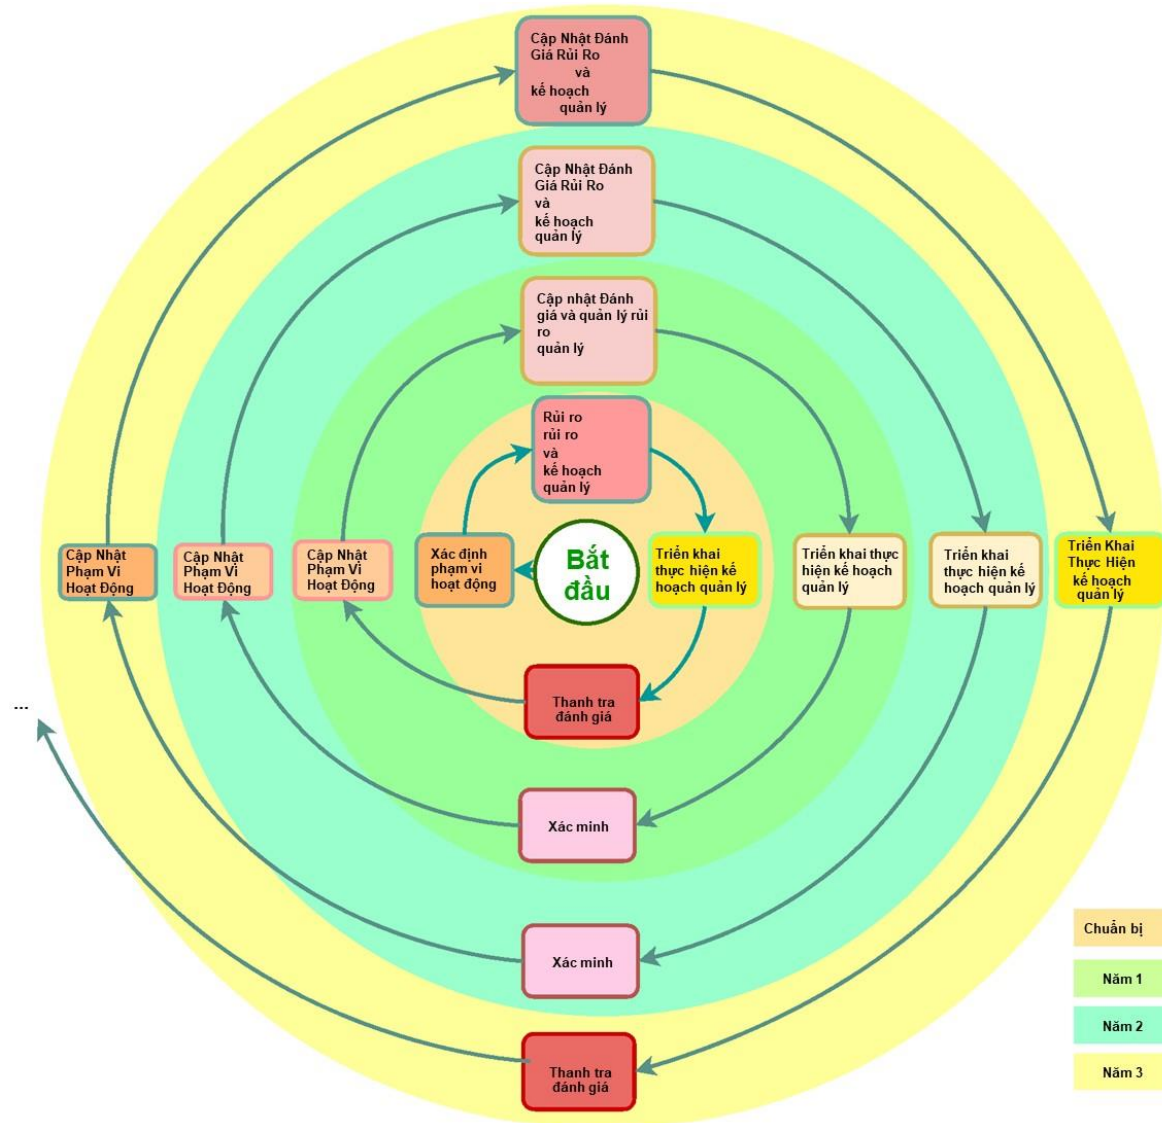 Cập Nhật Đánh
Giá Rủi Ro
và
kế hoạch
quản lý
Cập Nhật Đánh
Giá Rủi Ro
và
kế hoạch
quản lý
Cập nhật Đánh
giá và quản lý rủi
ro
quản lý
Rủi ro
rủi ro
và
kế hoạch
quản lý
Cập Nhật
Phạm Vi
Hoạt Động
Cập Nhật
Phạm Vi
Hoạt Động
Cập Nhật
Phạm Vi
Hoạt Động
Xác định
phạm vi
hoạt động
Bắt
đầu
Triển khai
thực hiện kế
hoạch quản lý
Triển khai thực
hiện kế hoạch
quản lý
Triển khai
thực hiện kế
hoạch quản lý
Triển Khai
Thực Hiện
kế hoạch
quản lý
Thanh tra
đánh giá
...
Xác minh
Xác minh
Thanh tra
đánh giá
Chuẩn bị
Năm 1
Năm 2
Năm 3